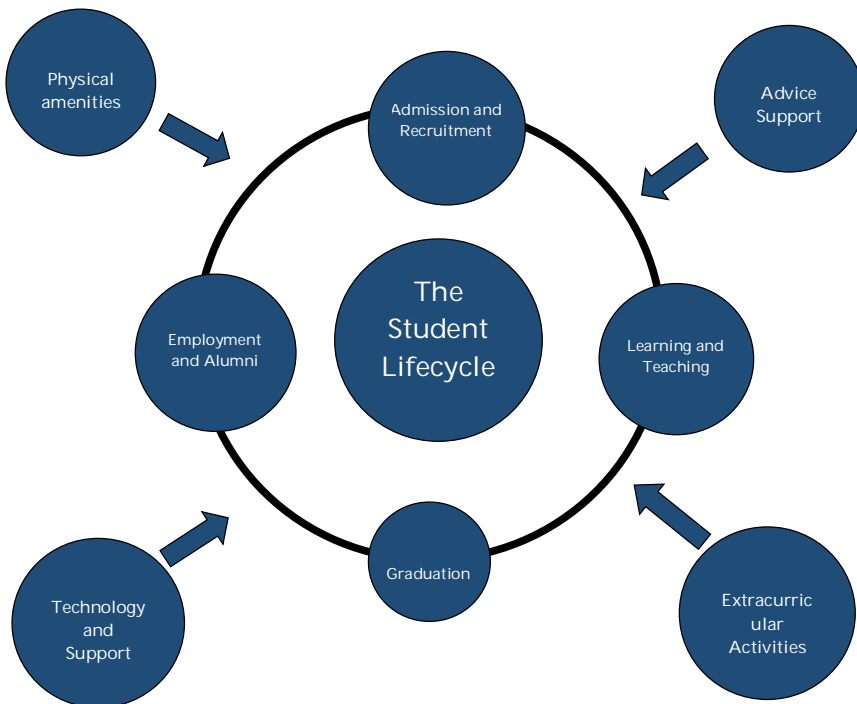 Physical
amenities
Admission and
Recruitment
Advice
Support
The
Student
Lifecycle
Employment
and Alumni
Learning and
Teaching
Graduation
Technology
and
Support
Extracurric
ular
Activities